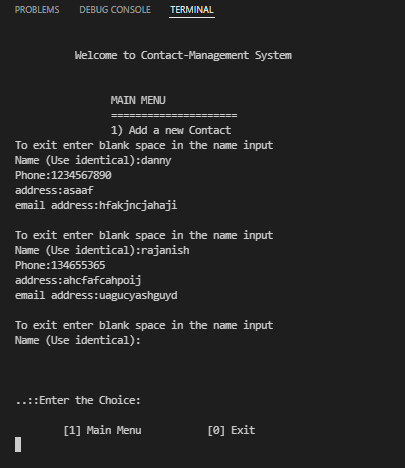 PROBLEMS DEBUG CONSOLE TERMINAL
Welcome to Contact-Management System
MAIN MENU
=====================
1) Add a new Contact
To exit enter blank space in the name input
Name (Use identical):danny
Phone:1234567890
address:asaaf
email address:hfakjncjahaji
To exit enter blank space in the name input
Name (Use identical):rajanish
Phone:134655365
address:ahcfafcahpoij
email address:uagucyashguyd
To exit enter blank space in the name input
Name (Use identical):
..::Enter the Choice:
[1] Main Menu [0] Exit